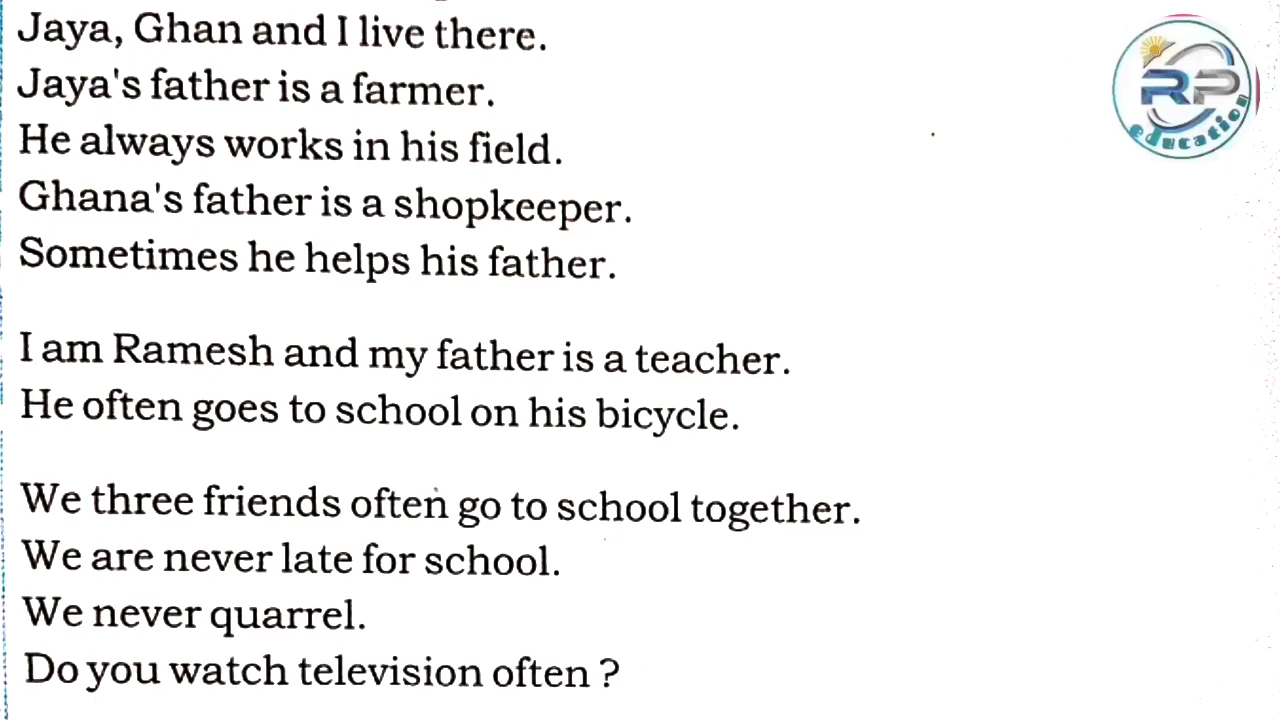 Jaya, Ghan and I live there.
Jaya's father is a farmer.
He always works in his field.
Ghana's father is a shopkeeper.
Sometimes he helps his father.
I am Ramesh and my father is a teacher.
He often goes to school on his bicycle.
We three friends often go to school together.
We are never late for school.
We never quarrel.
Do you watch television often ?
RP
education